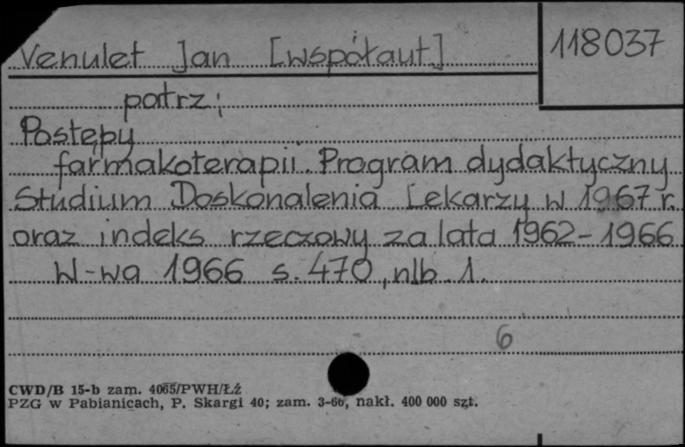 Venulet Jan [współaut] 118037
patrz:
Postępy
farmakoterapii. Program dydaktyczny
Studium Doskonalenia Lekarzy w 1967 r.
oraz indeks rzeczowy za lata 1962-1966
W-wa 1966 s. 470, nlb. 1.
6
CWD/B 15-b zam. 4065/PWH/Łź
PZG w Pabianicach, P. Skargi 40; zam. 3-66, nakł. 400 000 szt.